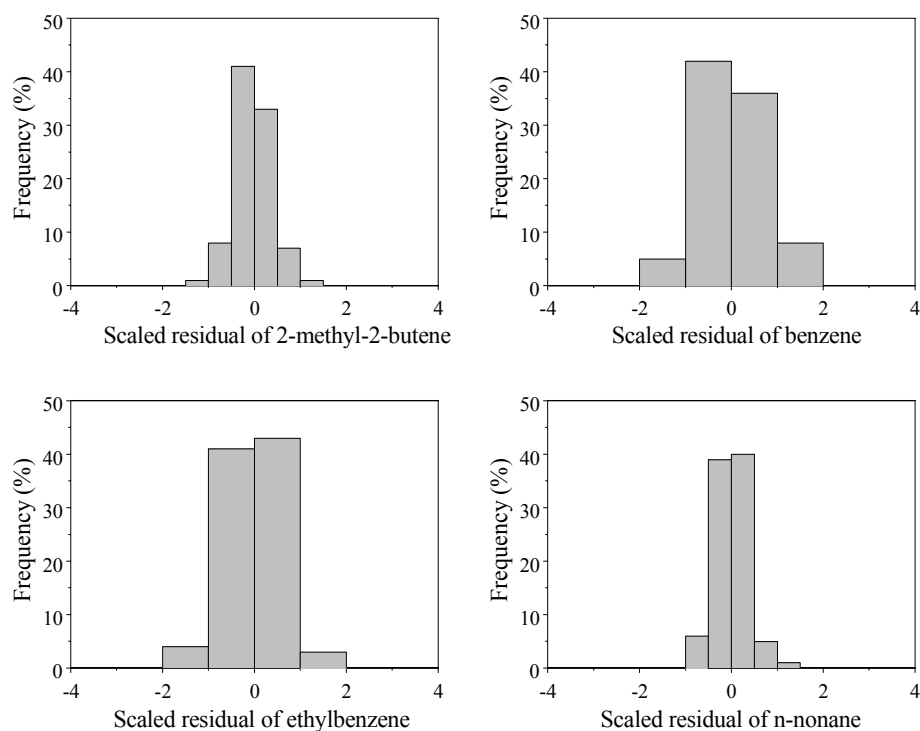 50
40
30
20
10
0
Frequency (%)
-4 -2 0 2 4
Scaled residual of 2-methyl-2-butene
50
40
30
20
10
0
Frequency (%)
-4 -2 0 2 4
Scaled residual of benzene
50
40
30
20
10
0
Frequency (%)
-4 -2 0 2 4
Scaled residual of ethylbenzene
50
40
30
20
10
0
Frequency (%)
-4 -2 0 2 4
Scaled residual of n-nonane